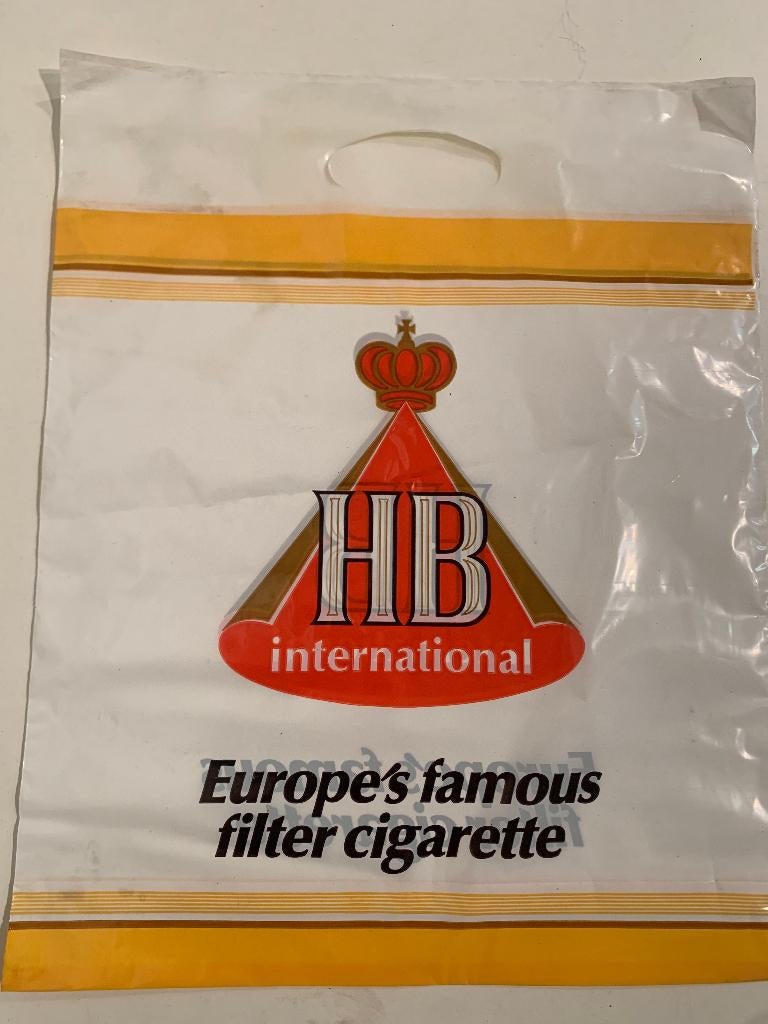 HB
international
Europe's famous
filter cigarette